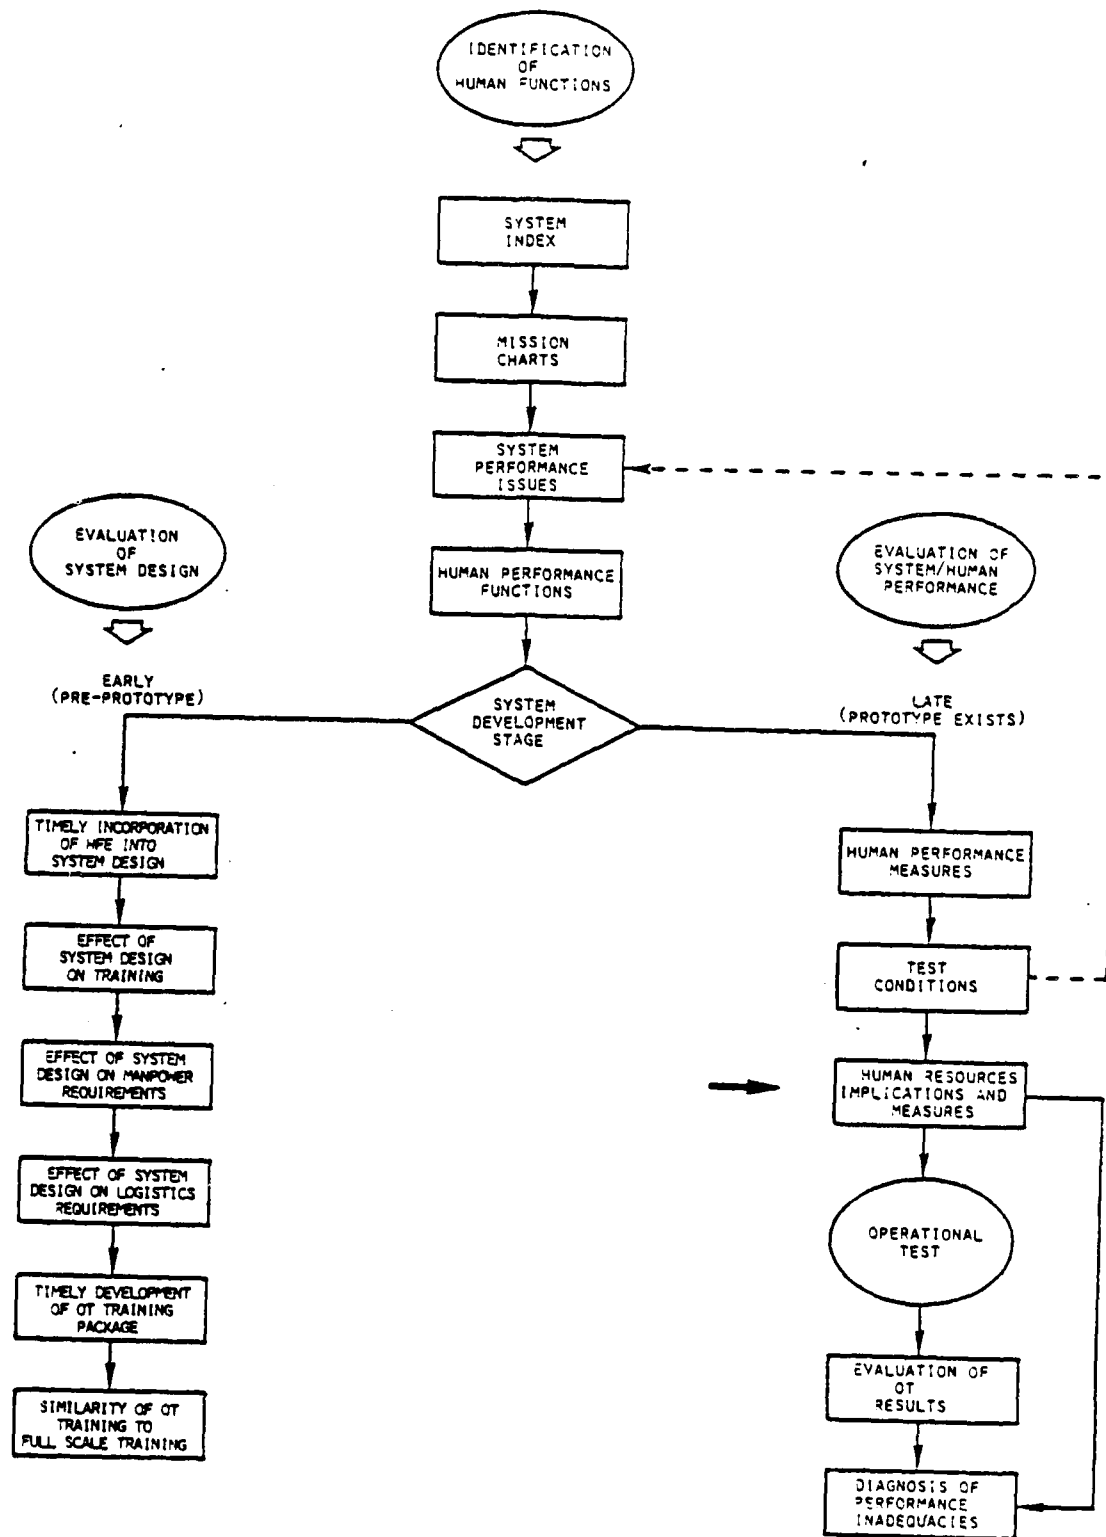 IDENTIFICATION
OF
HUMAN FUNCTIONS
SYSTEM
INDEX
MISSION
CHARTS
SYSTEM
PERFORMANCE
ISSUES
HUMAN PERFORMANCE
FUNCTIONS
SYSTEM
DEVELOPMENT
STAGE
EVALUATION
OF
SYSTEM DESIGN
EARLY
(PRE-PROTOTYPE)
TIMELY INCORPORATION
OF HFE INTO
SYSTEM DESIGN
EFFECT OF
SYSTEM DESIGN
ON TRAINING
EFFECT OF SYSTEM
DESIGN ON MANPOWER
REQUIREMENTS
EFFECT OF SYSTEM
DESIGN ON LOGISTICS
REQUIREMENTS
TIMELY DEVELOPMENT
OF OT TRAINING
PACKAGE
SIMILARITY OF OT
TRAINING TO
FULL SCALE TRAINING
EVALUATION OF
SYSTEM/HUMAN
PERFORMANCE
LATE
(PROTOTYPE EXISTS)
HUMAN PERFORMANCE
MEASURES
TEST
CONDITIONS
HUMAN RESOURCES
IMPLICATIONS AND
MEASURES
OPERATIONAL
TEST
EVALUATION OF
OT
RESULTS
DIAGNOSIS OF
PERFORMANCE
INADEQUACIES